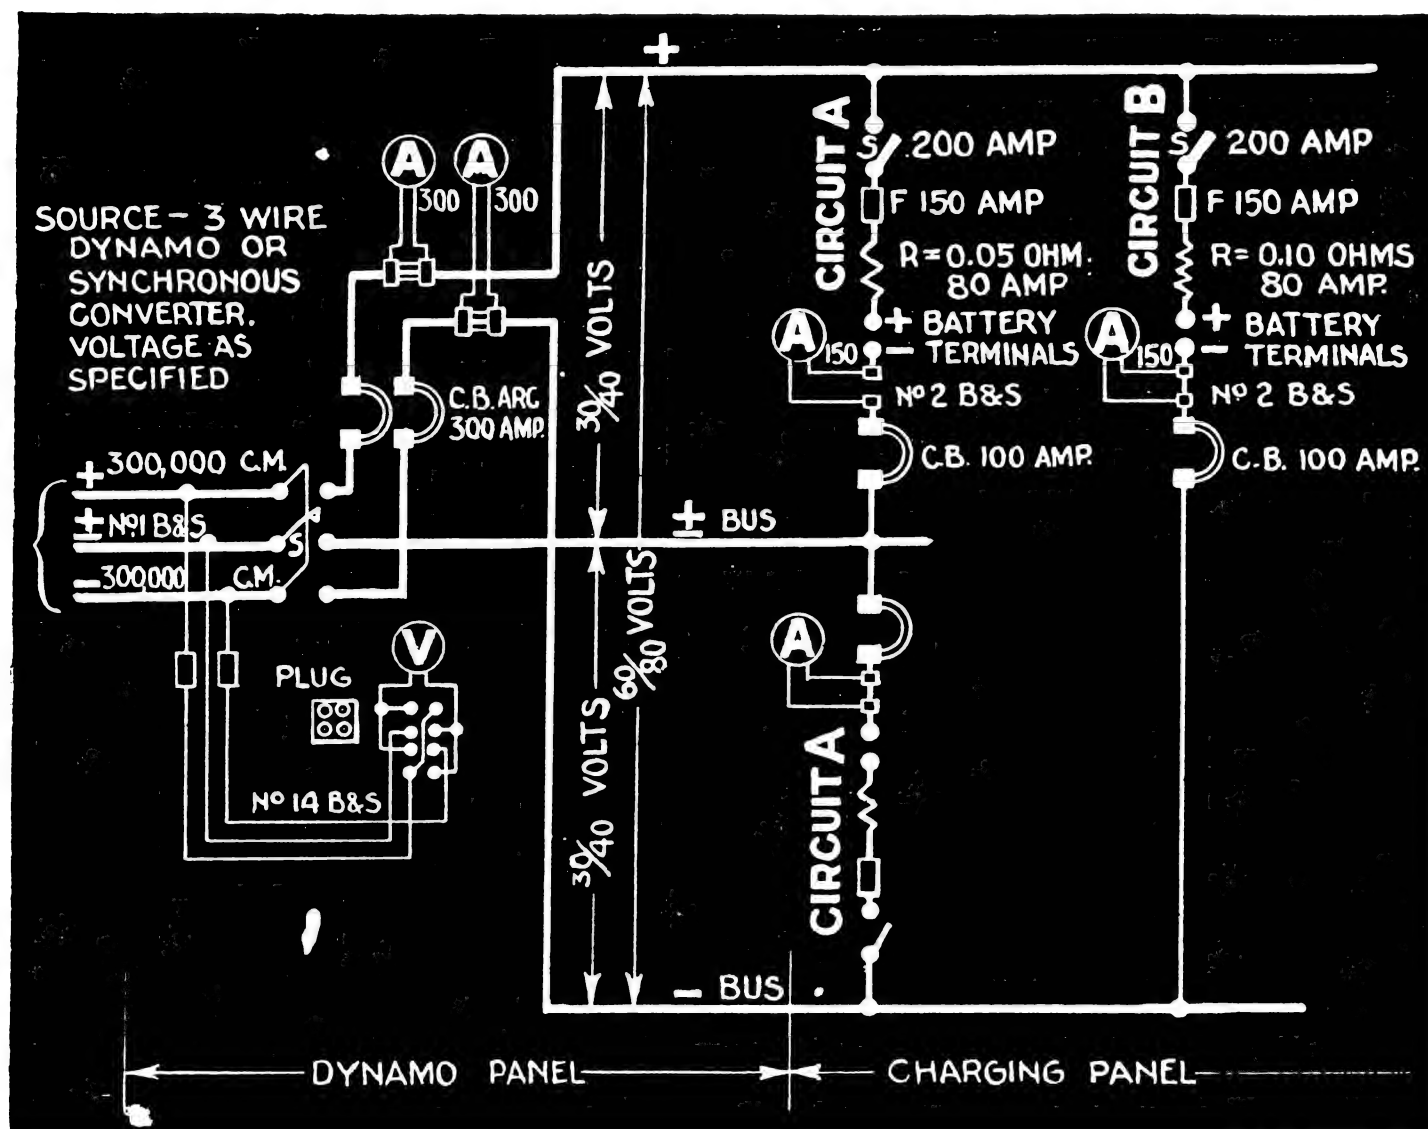 +
A A
300 300
SOURCE - 3 WIRE
DYNAMO OR
SYNCHRONOUS
CONVERTER.
VOLTAGE AS
SPECIFIED
C.B. ARC
300 AMP.
+ 300,000 C.M.
± No 1 B&S
S
- 300,000 C.M.
V
PLUG
No 14 B&S
30/40 VOLTS
60/80 VOLTS
30/40 VOLTS
± BUS
- BUS
CIRCUIT A
S 200 AMP
F 150 AMP
R=0.05 OHM.
80 AMP
+ BATTERY
- TERMINALS
A 150
No 2 B&S
C.B. 100 AMP.
CIRCUIT B
S 200 AMP
F 150 AMP
R=0.10 OHMS
80 AMP.
+ BATTERY
- TERMINALS
A 150
No 2 B&S
C.B. 100 AMP.
A
CIRCUIT A
DYNAMO PANEL
CHARGING PANEL